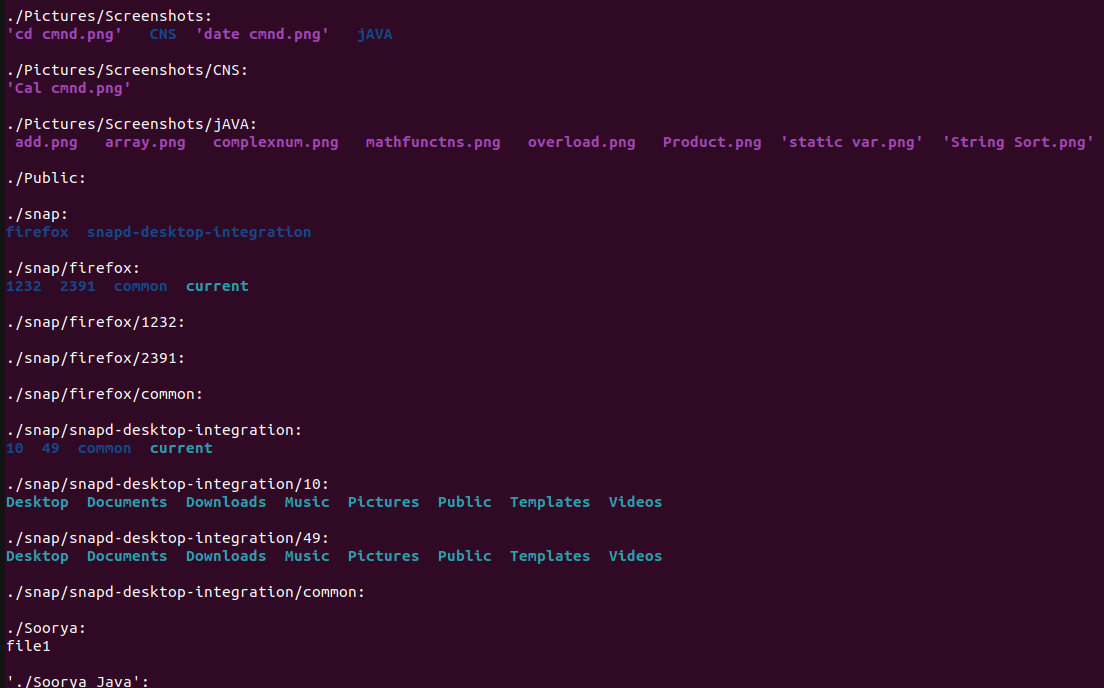 ./Pictures/Screenshots:
'cd cmnd.png'   CNS  'date cmnd.png'   jAVA
./Pictures/Screenshots/CNS:
'Cal cmnd.png'
./Pictures/Screenshots/jAVA:
 add.png   array.png   complexnum.png   mathfunctns.png   overload.png   Product.png  'static var.png'  'String Sort.png'
./Public:
./snap:
firefox  snapd-desktop-integration
./snap/firefox:
1232  2391  common  current
./snap/firefox/1232:
./snap/firefox/2391:
./snap/firefox/common:
./snap/snapd-desktop-integration:
10  49  common  current
./snap/snapd-desktop-integration/10:
Desktop  Documents  Downloads  Music  Pictures  Public  Templates  Videos
./snap/snapd-desktop-integration/49:
Desktop  Documents  Downloads  Music  Pictures  Public  Templates  Videos
./snap/snapd-desktop-integration/common:
./Soorya:
file1
'./Soorya Java':